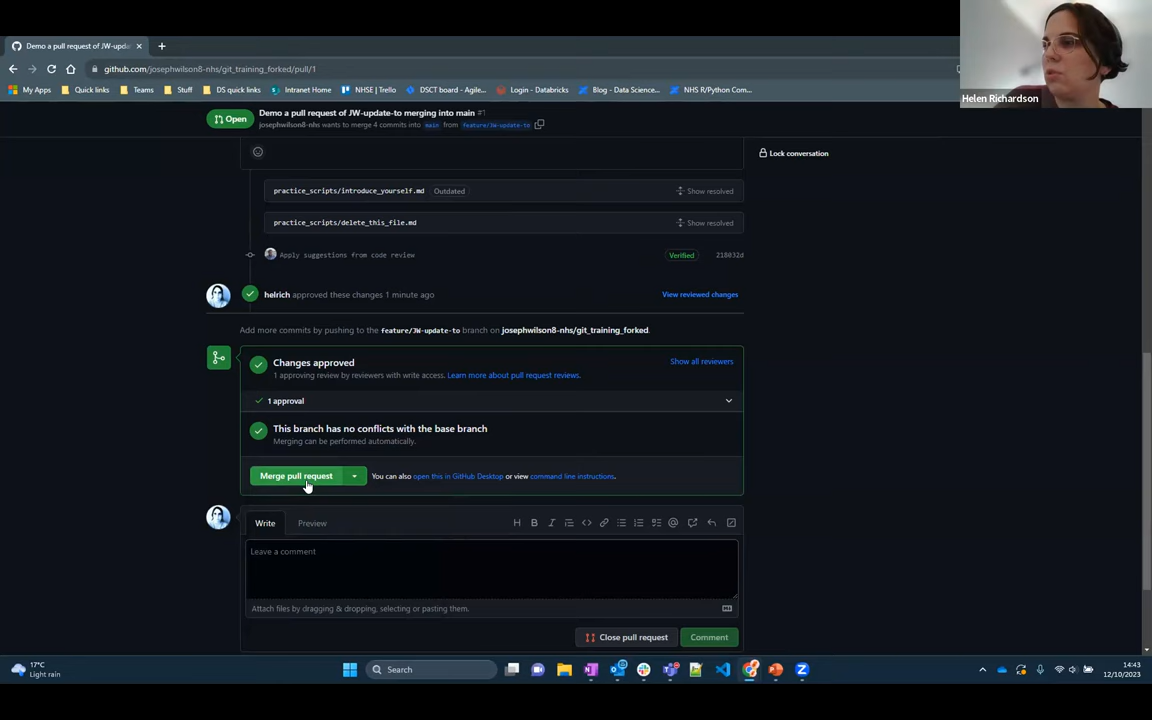 Demo a pull request of JW-upda
github.com/josephwilson8-nhs/git_training_forked/pull/1
My Apps Quick links Teams Stuff DS quick links Intranet Home NHSE | Trello DSCT board - Agile... Login - Databricks Blog - Data Science... NHS R/Python Com...
Helen Richardson
Open
Demo a pull request of JW-update-to merging into main #1
josephwilson8-nhs wants to merge 4 commits into main from feature/JW-update-to
Lock conversation
practice_scripts/introduce_yourself.md Outdated Show resolved
practice_scripts/delete_this_file.md Show resolved
Apply suggestions from code review Verified 218032d
helrich approved these changes 1 minute ago View reviewed changes
Add more commits by pushing to the feature/JW-update-to branch on josephwilson8-nhs/git_training_forked.
Changes approved Show all reviewers
1 approving review by reviewers with write access. Learn more about pull request reviews.
1 approval
This branch has no conflicts with the base branch
Merging can be performed automatically.
Merge pull request You can also open this in GitHub Desktop or view command line instructions.
Write Preview
Leave a comment
Attach files by dragging & dropping, selecting or pasting them.
Close pull request Comment
17°C
Light rain
Search
14:43
12/10/2023